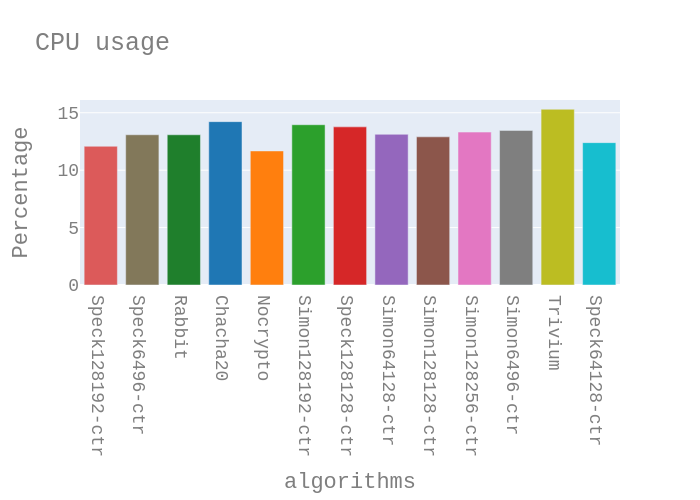 CPU usage
Percentage
15
10
5
0
Speck128192-ctr
Speck6496-ctr
Rabbit
Chacha20
Nocrypto
Simon128192-ctr
Speck128128-ctr
Simon64128-ctr
Simon128128-ctr
Simon128256-ctr
Simon6496-ctr
Trivium
Speck64128-ctr
algorithms